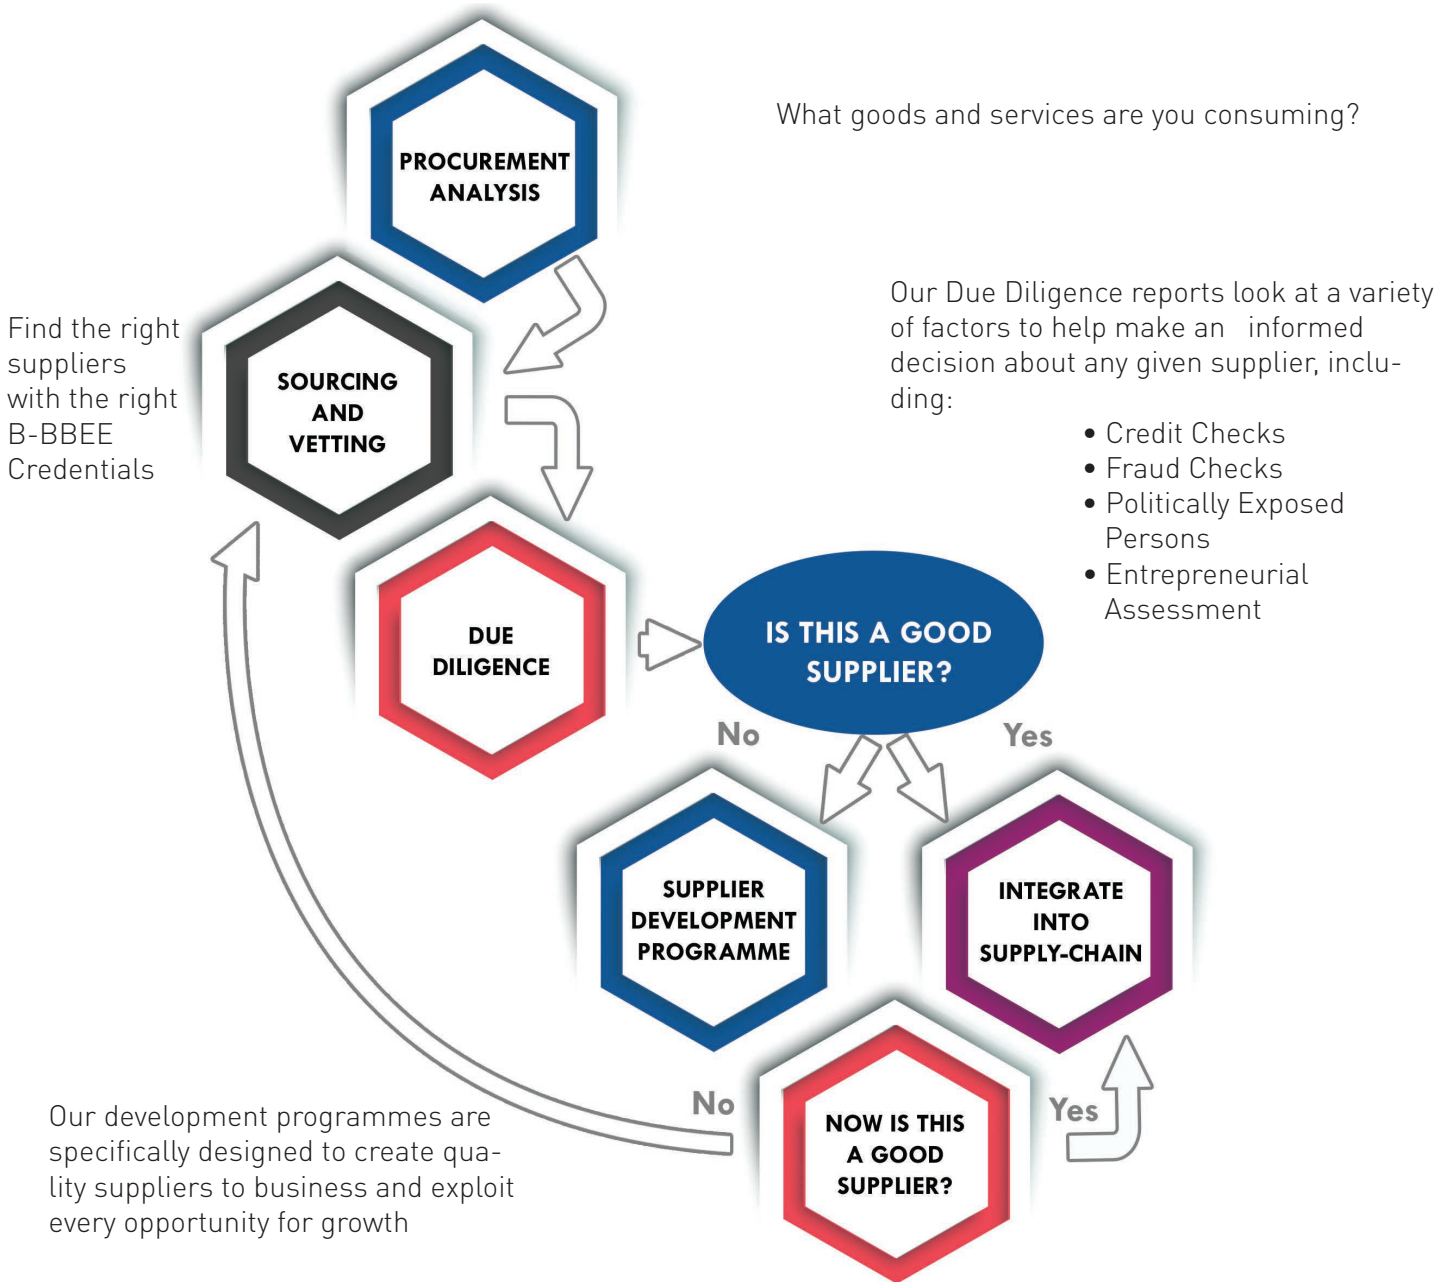 PROCUREMENT
ANALYSIS
What goods and services are you consuming?
Find the right
suppliers
with the right
B-BBEE
Credentials
SOURCING
AND
VETTING
Our Due Diligence reports look at a variety
of factors to help make an   informed
decision about any given supplier, inclu-
ding:
• Credit Checks
• Fraud Checks
• Politically Exposed
Persons
• Entrepreneurial
Assessment
DUE
DILIGENCE
IS THIS A GOOD
SUPPLIER?
No
Yes
SUPPLIER
DEVELOPMENT
PROGRAMME
INTEGRATE
INTO
SUPPLY-CHAIN
No
Yes
NOW IS THIS
A GOOD
SUPPLIER?
Our development programmes are
specifically designed to create qua-
lity suppliers to business and exploit
every opportunity for growth